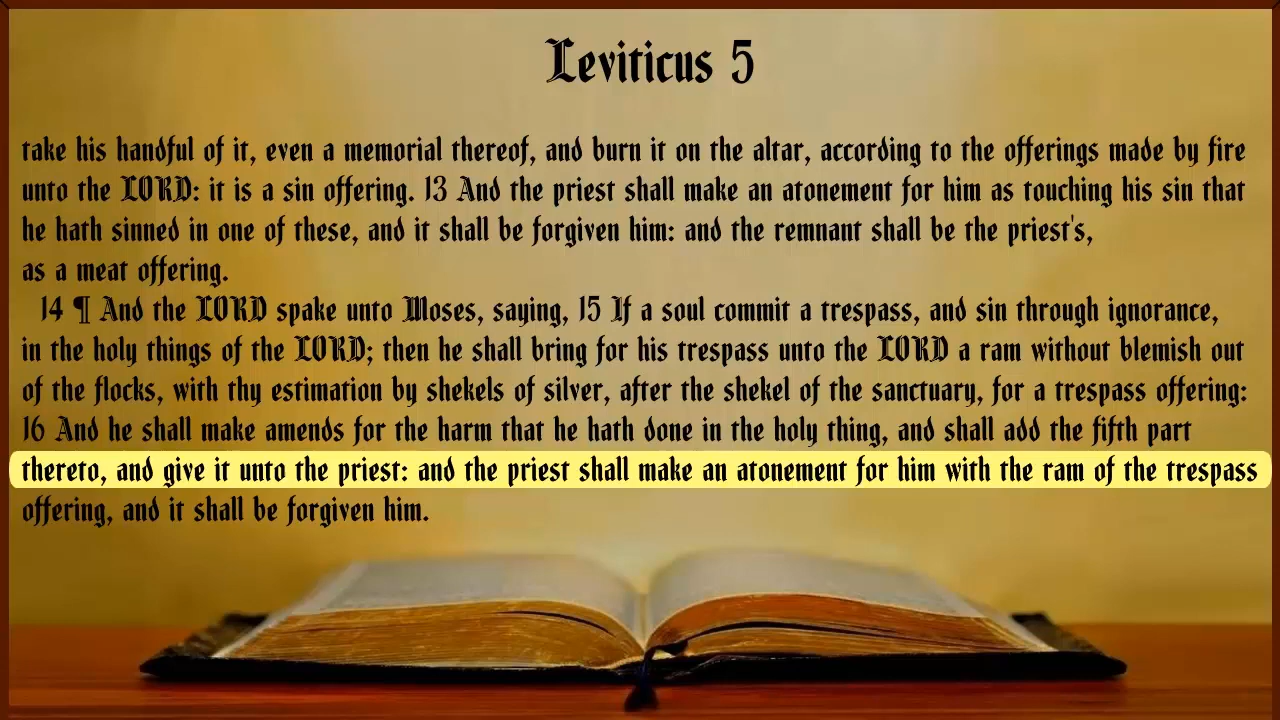 Leviticus 5
take his handful of it, even a memorial thereof, and burn it on the altar, according to the offerings made by fire
unto the LORD: it is a sin offering. 13 And the priest shall make an atonement for him as touching his sin that
he hath sinned in one of these, and it shall be forgiven him: and the remnant shall be the priest's,
as a meat offering.
14 ¶ And the LORD spake unto Moses, saying, 15 If a soul commit a trespass, and sin through ignorance,
in the holy things of the LORD; then he shall bring for his trespass unto the LORD a ram without blemish out
of the flocks, with thy estimation by shekels of silver, after the shekel of the sanctuary, for a trespass offering:
16 And he shall make amends for the harm that he hath done in the holy thing, and shall add the fifth part
thereto, and give it unto the priest: and the priest shall make an atonement for him with the ram of the trespass
offering, and it shall be forgiven him.